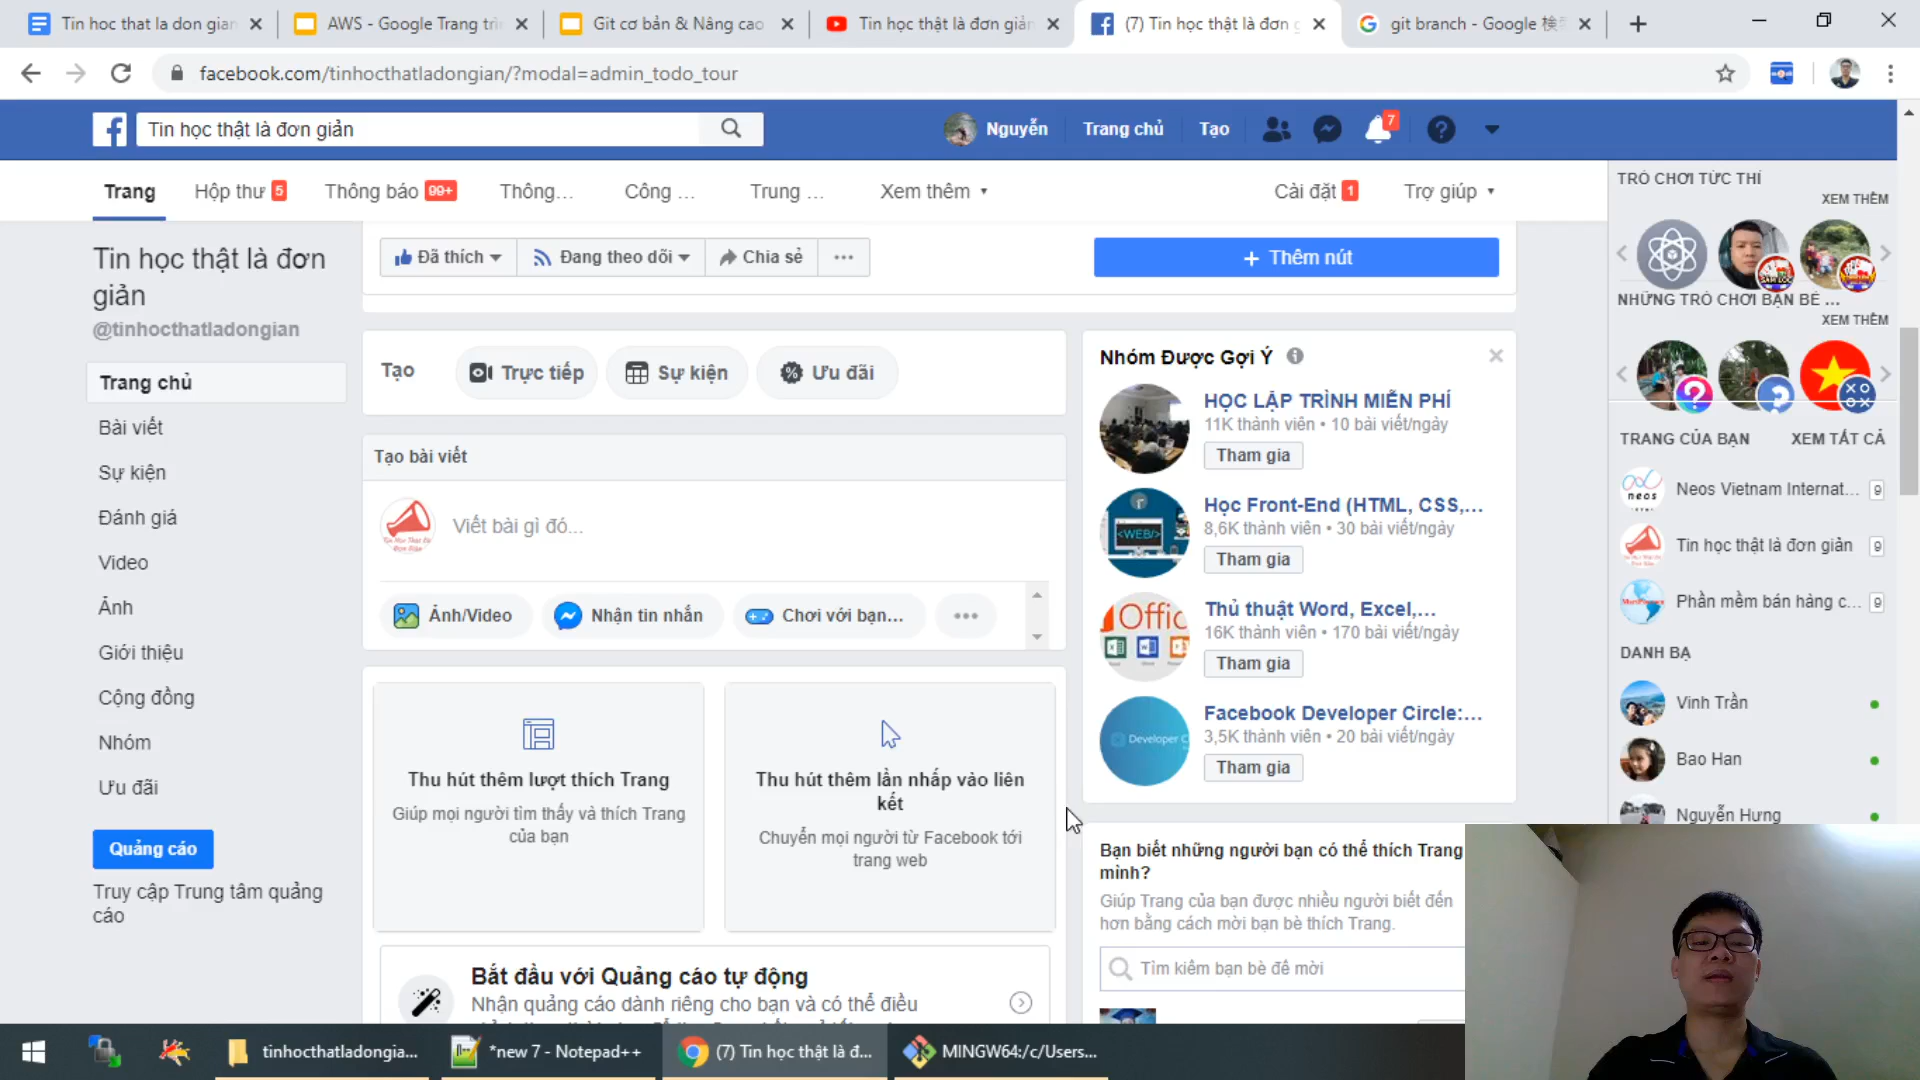 Tin hoc that la don gian
AWS - Google Trang trì
Git cơ bản & Nâng cao
Tin học thật là đơn giản
(7) Tin học thật là đơn g
git branch - Google 検
facebook.com/tinhocthatladongian/?modal=admin_todo_tour
Tin học thật là đơn giản
Nguyễn
Trang chủ
Tạo
7
Trang
Hộp thư 5
Thông báo 99+
Thông...
Công ...
Trung ...
Xem thêm
Cài đặt 1
Trợ giúp
Tin học thật là đơn
giản
@tinhocthatladongian
Trang chủ
Bài viết
Sự kiện
Đánh giá
Video
Ảnh
Giới thiệu
Cộng đồng
Nhóm
Ưu đãi
Quảng cáo
Truy cập Trung tâm quảng
cáo
Đã thích
Đang theo dõi
Chia sẻ
...
+ Thêm nút
Tạo
Trực tiếp
Sự kiện
Ưu đãi
Tạo bài viết
Viết bài gì đó...
Ảnh/Video
Nhận tin nhắn
Chơi với bạn...
...
Thu hút thêm lượt thích Trang
Giúp mọi người tìm thấy và thích Trang
của bạn
Thu hút thêm lần nhấp vào liên
kết
Chuyển mọi người từ Facebook tới
trang web
Bắt đầu với Quảng cáo tự động
Nhận quảng cáo dành riêng cho bạn và có thể điều
Nhóm Được Gợi Ý
HỌC LẬP TRÌNH MIỄN PHÍ
11K thành viên • 10 bài viết/ngày
Tham gia
<WEB/>
Học Front-End (HTML, CSS,...
8,6K thành viên • 30 bài viết/ngày
Tham gia
Offic
Thủ thuật Word, Excel,...
16K thành viên • 170 bài viết/ngày
Tham gia
Developer C
Facebook Developer Circle:...
3,5K thành viên • 20 bài viết/ngày
Tham gia
Bạn biết những người bạn có thể thích Trang
mình?
Giúp Trang của bạn được nhiều người biết đến
hơn bằng cách mời bạn bè thích Trang.
Tìm kiếm bạn bè để mời
TRÒ CHƠI TỨC THÌ
XEM THÊM
NHỮNG TRÒ CHƠI BẠN BÈ ...
XEM THÊM
TRANG CỦA BẠN
XEM TẤT CẢ
neos
Neos Vietnam Internat... 9
Tin học thật là đơn giản 9
Phần mềm bán hàng c... 9
DANH BẠ
Vinh Trần
Bao Han
Nguyễn Hưng
tinhocthatladongia...
*new 7 - Notepad++
(7) Tin học thật là đ...
MINGW64:/c/Users...